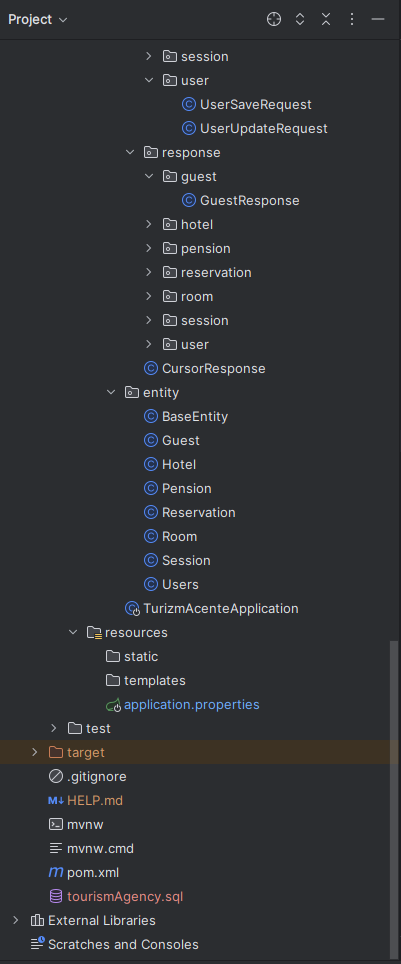 Project
session
user
UserSaveRequest
UserUpdateRequest
response
guest
GuestResponse
hotel
pension
reservation
room
session
user
CursorResponse
entity
BaseEntity
Guest
Hotel
Pension
Reservation
Room
Session
Users
TurizmAcenteApplication
resources
static
templates
application.properties
test
target
.gitignore
M↓ HELP.md
mvnw
mvnw.cmd
m pom.xml
tourismAgency.sql
External Libraries
Scratches and Consoles